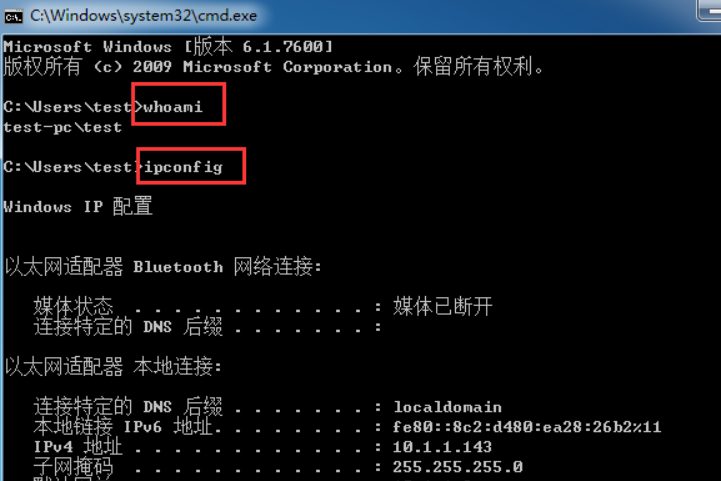 C:\Windows\system32\cmd.exe
Microsoft Windows [版本 6.1.7600]
版权所有 (c) 2009 Microsoft Corporation。保留所有权利。
C:\Users\test>whoami
test-pc\test
C:\Users\test>ipconfig
Windows IP 配置
以太网适配器 Bluetooth 网络连接:
媒体状态 . . . . . . . . . . . . : 媒体已断开
连接特定的 DNS 后缀 . . . . . . . :
以太网适配器 本地连接:
连接特定的 DNS 后缀 . . . . . . . : localdomain
本地链接 IPv6 地址. . . . . . . . : fe80::8c2:d480:ea28:26b2%11
IPv4 地址 . . . . . . . . . . . . : 10.1.1.143
子网掩码 . . . . . . . . . . . . : 255.255.255.0